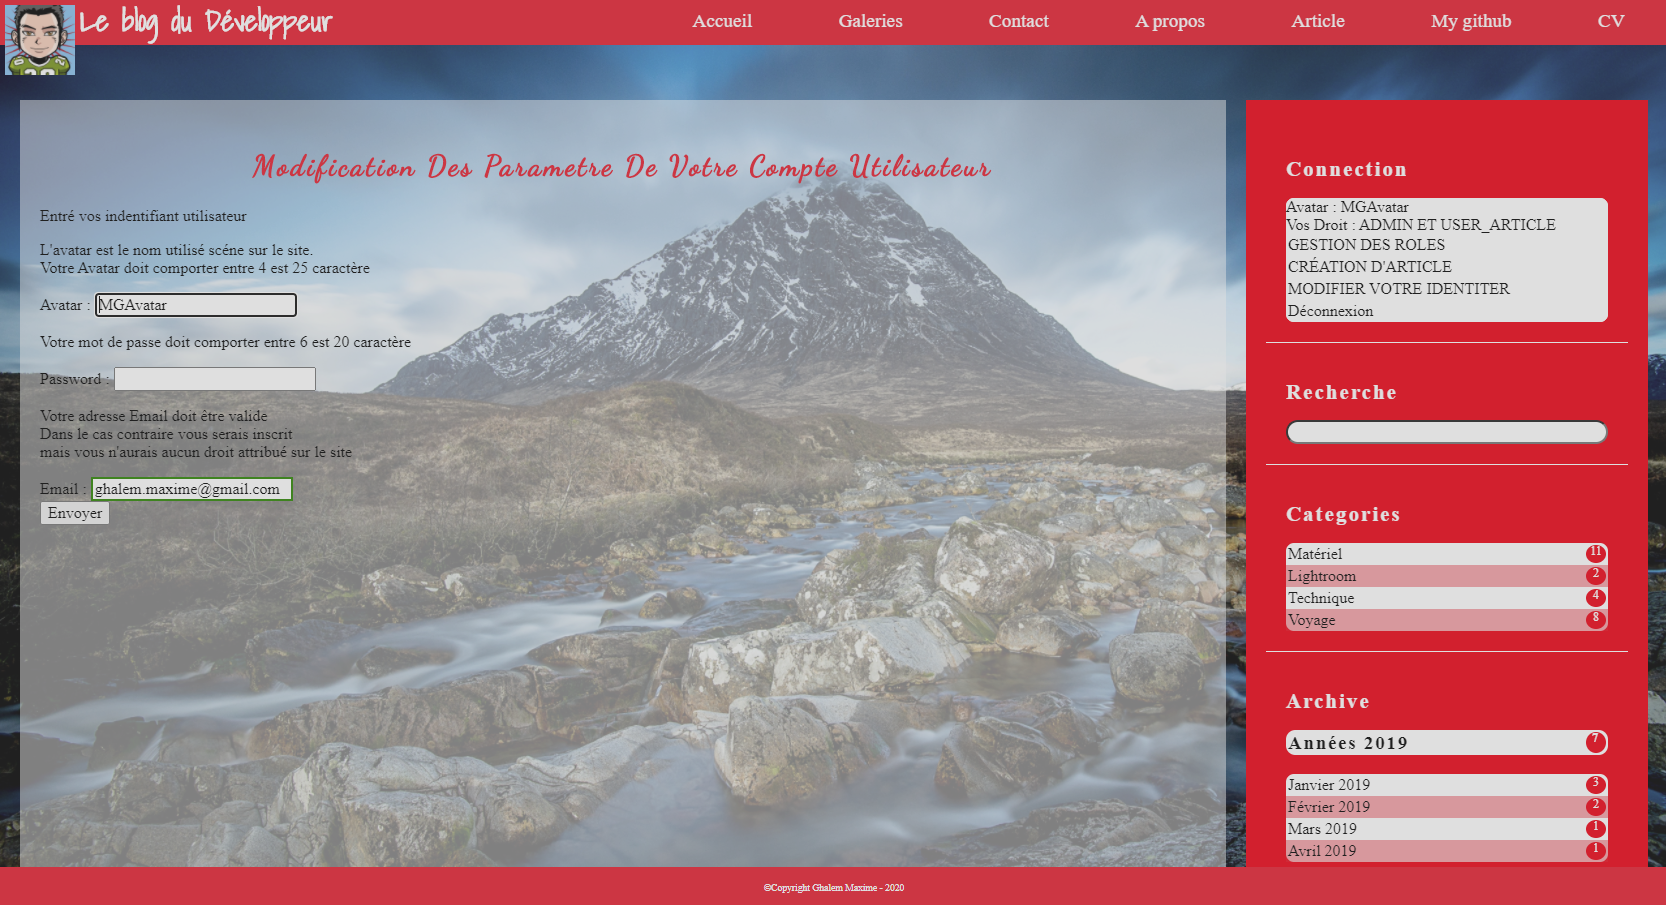 Le blog du Développeur
Accueil
Galeries
Contact
A propos
Article
My github
CV
Modification Des Parametre De Votre Compte Utilisateur
Entré vos indentifiant utilisateur
L'avatar est le nom utilisé scéne sur le site.
Votre Avatar doit comporter entre 4 est 25 caractère
Avatar : MGAvatar
Votre mot de passe doit comporter entre 6 est 20 caractère
Password :
Votre adresse Email doit être valide
Dans le cas contraire vous serais inscrit
mais vous n'aurais aucun droit attribué sur le site
Email : ghalem.maxime@gmail.com
Envoyer
Connection
Avatar : MGAvatar
Vos Droit : ADMIN ET USER_ARTICLE
GESTION DES ROLES
CRÉATION D'ARTICLE
MODIFIER VOTRE IDENTITER
Déconnexion
Recherche
Categories
Matériel 11
Lightroom 2
Technique 4
Voyage 8
Archive
Années 2019 7
Janvier 2019 3
Février 2019 2
Mars 2019 1
Avril 2019 1
©Copyright Ghalem Maxime - 2020